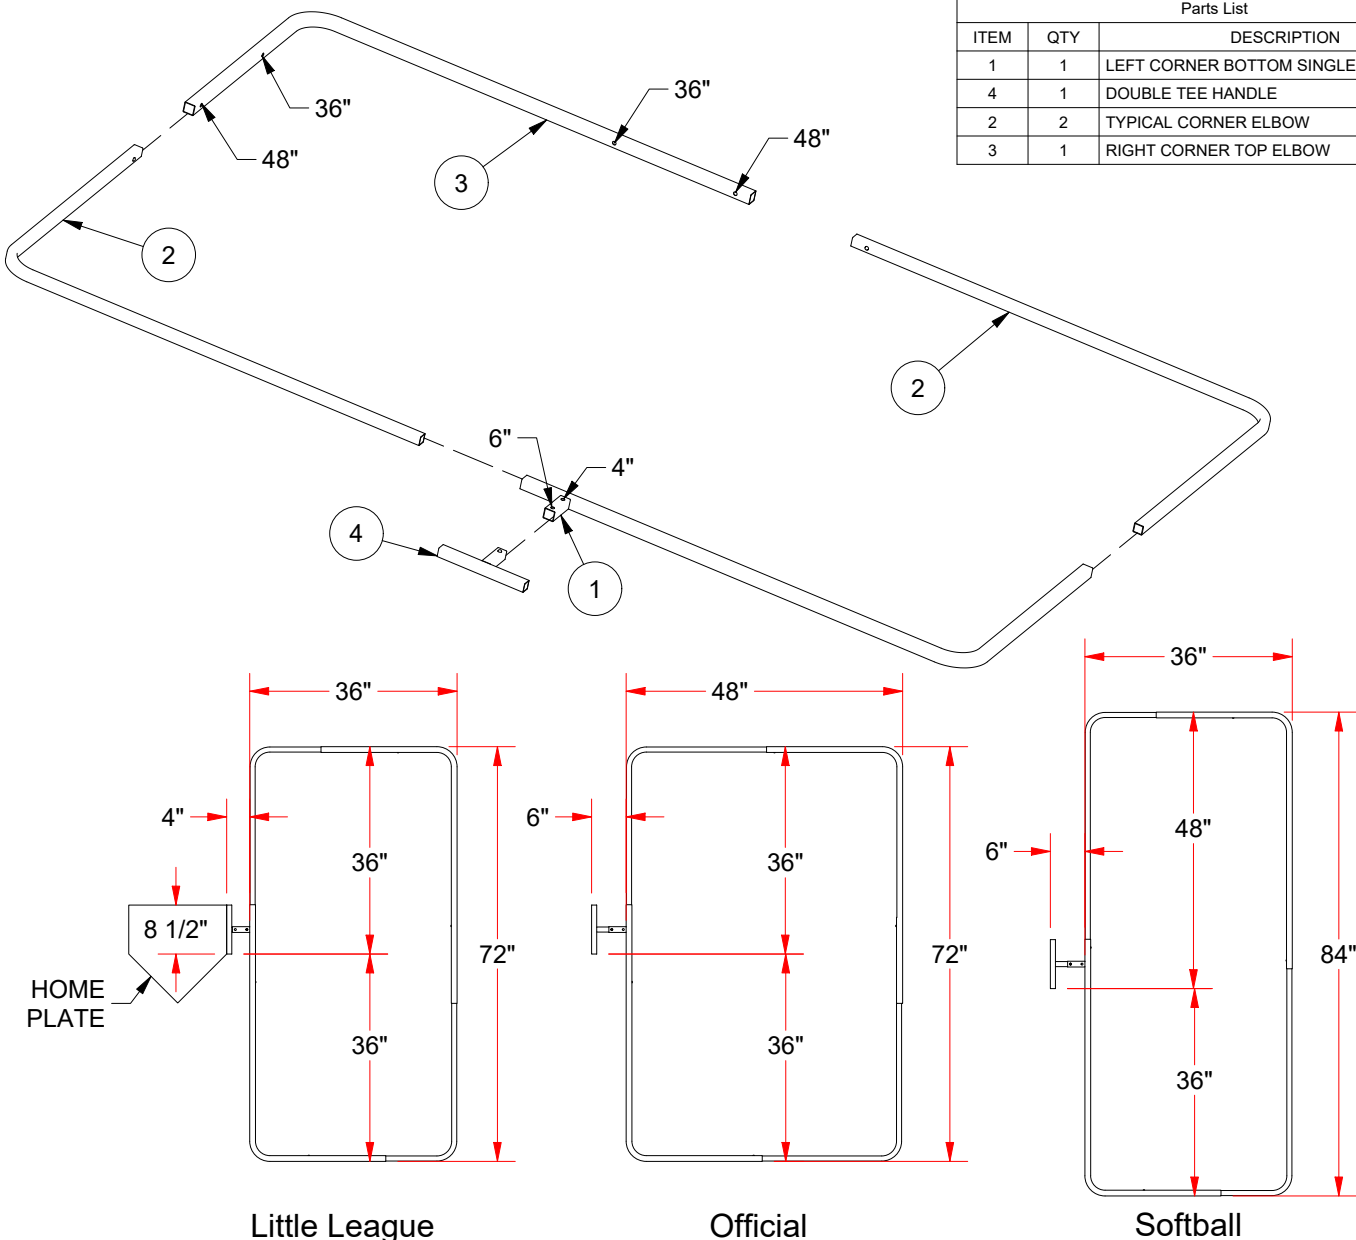 Parts List
ITEM QTY DESCRIPTION
1 1 LEFT CORNER BOTTOM SINGLE
4 1 DOUBLE TEE HANDLE
2 2 TYPICAL CORNER ELBOW
3 1 RIGHT CORNER TOP ELBOW
36"
48"
36"
48"
3
2
2
6"
4"
4
1
36"
4"
36"
8 1/2"
72"
HOME
PLATE
36"
Little League
48"
6"
36"
72"
36"
Official
36"
48"
6"
84"
36"
Softball